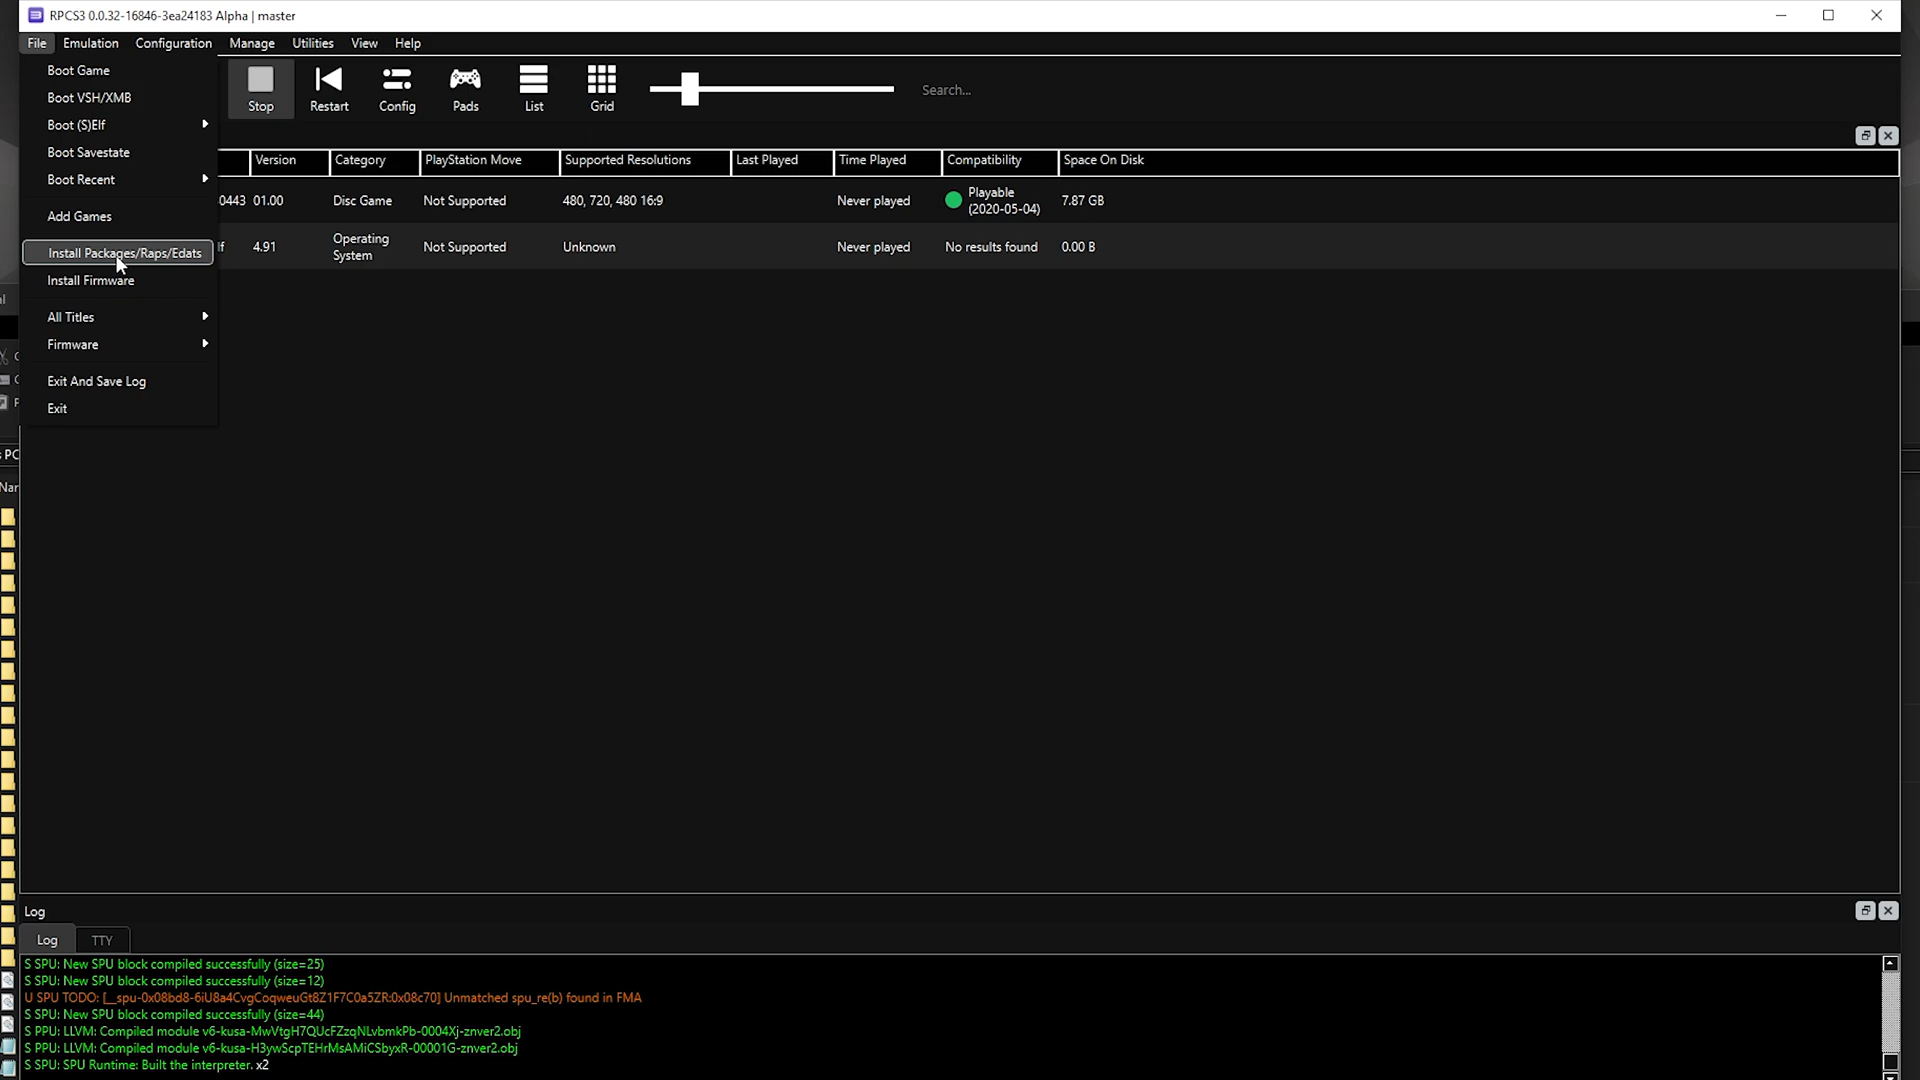 RPCS3 0.0.32-16846-3ea24183 Alpha | master
File Emulation Configuration Manage Utilities View Help
Boot Game
Boot VSH/XMB
Boot (S)Elf
Boot Savestate
Boot Recent
Add Games
Install Packages/Raps/Edats
Install Firmware
All Titles
Firmware
Exit And Save Log
Exit
Stop Restart Config Pads List Grid Search...
Version Category PlayStation Move Supported Resolutions Last Played Time Played Compatibility Space On Disk
0443 01.00 Disc Game Not Supported 480, 720, 480 16:9 Never played Playable (2020-05-04) 7.87 GB
lf 4.91 Operating System Not Supported Unknown Never played No results found 0.00 B
PC
Nar
Log
Log TTY
S SPU: New SPU block compiled successfully (size=25)
S SPU: New SPU block compiled successfully (size=12)
U SPU TODO: [__spu-0x08bd8-6iU8a4CvgCoqweuGt8Z1F7C0a5ZR:0x08c70] Unmatched spu_re(b) found in FMA
S SPU: New SPU block compiled successfully (size=44)
S PPU: LLVM: Compiled module v6-kusa-MwVtgH7QUcFZzqNLvbmkPb-0004Xj-znver2.obj
S PPU: LLVM: Compiled module v6-kusa-H3ywScpTEHrMsAMiCSbyxR-00001G-znver2.obj
S SPU: SPU Runtime: Built the interpreter. x2